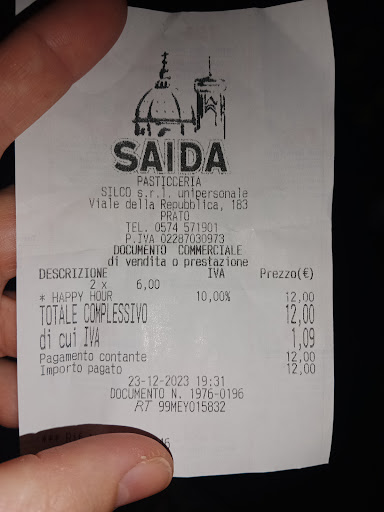 SAIDA
PASTICCERIA
SILCO s.r.l. unipersonale
Viale della Repubblica, 183
PRATO
TEL. 0574 571901
P.IVA 02287030973
DOCUMENTO COMMERCIALE
di vendita o prestazione
DESCRIZIONE IVA Prezzo(€)
2 x 6,00
* HAPPY HOUR 10,00% 12,00
TOTALE COMPLESSIVO 12,00
di cui IVA 1,09
Pagamento contante 12,00
Importo pagato 12,00
23-12-2023 19:31
DOCUMENTO N. 1976-0196
RT 99MEY015832